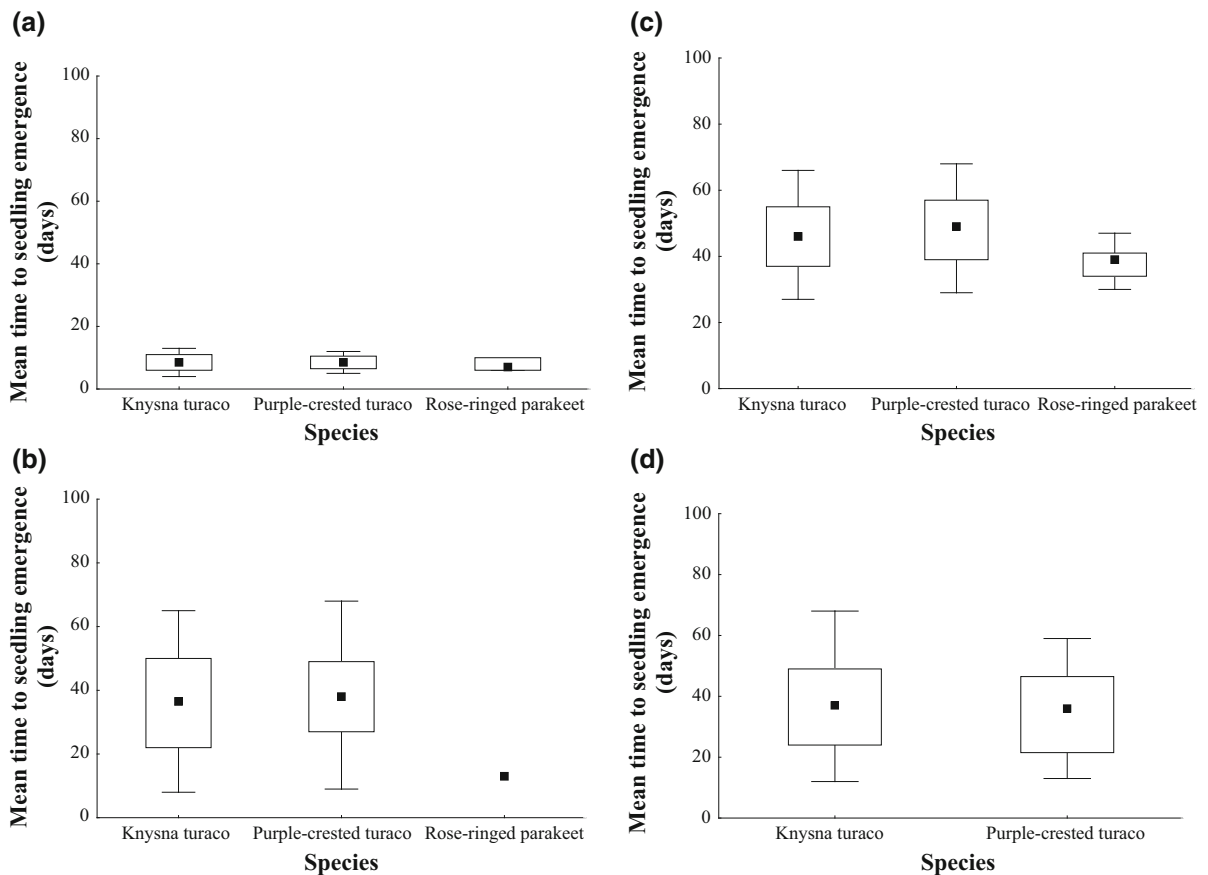 (a)
Mean time to seedling emergence
(days)
100
80
60
40
20
0
Knysna turaco
Purple-crested turaco
Rose-ringed parakeet
Species
(b)
Mean time to seedling emergence
(days)
100
80
60
40
20
0
Knysna turaco
Purple-crested turaco
Rose-ringed parakeet
Species
(c)
Mean time to seedling emergence
(days)
100
80
60
40
20
0
Knysna turaco
Purple-crested turaco
Rose-ringed parakeet
Species
(d)
Mean time to seedling emergence
(days)
100
80
60
40
20
0
Knysna turaco
Purple-crested turaco
Species